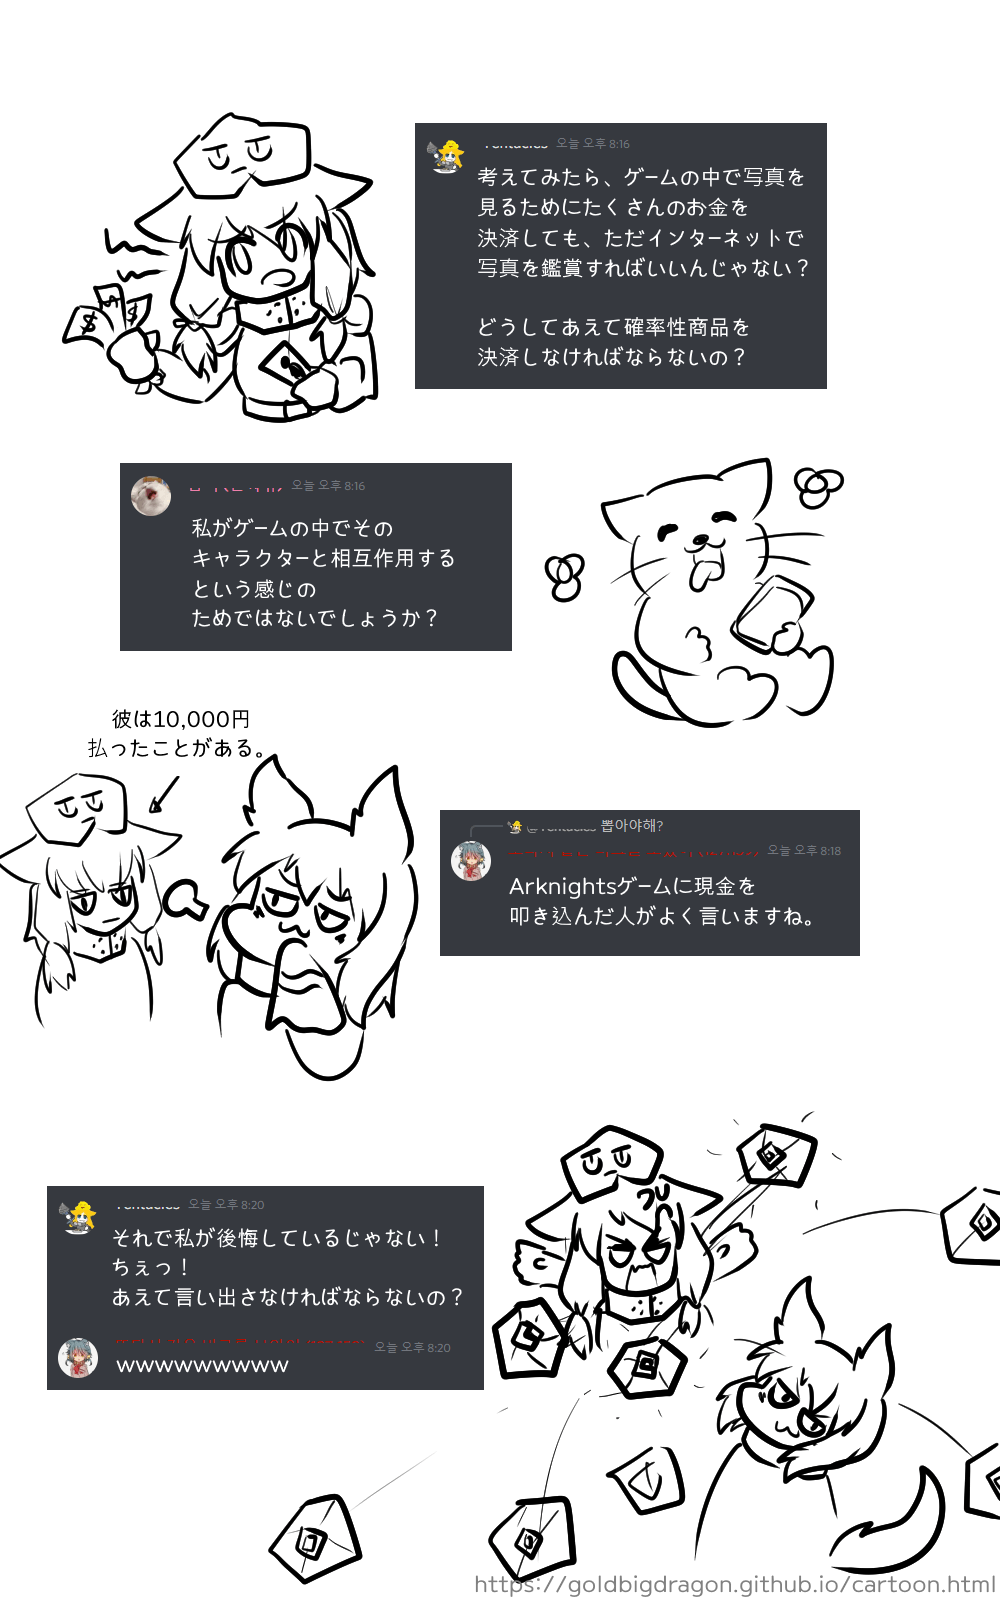 오늘 오후 8:16
考えてみたら、ゲームの中で写真を
見るためにたくさんのお金を
決済しても、ただインターネットで
写真を鑑賞すればいいんじゃない？
どうしてあえて確率性商品を
決済しなければならないの？
$ $
오늘 오후 8:16
私がゲームの中でその
キャラクターと相互作用する
という感じの
ためではないでしょうか？
彼は10,000円
払ったことがある。
뽑아야해?
오늘 오후 8:18
Arknightsゲームに現金を
叩き込んだ人がよく言いますね。
오늘 오후 8:20
それで私が後悔しているじゃない！
ちぇっ！
あえて言い出さなければならないの？
오늘 오후 8:20
wwwwwwwww
https://goldbigdragon.github.io/cartoon.html